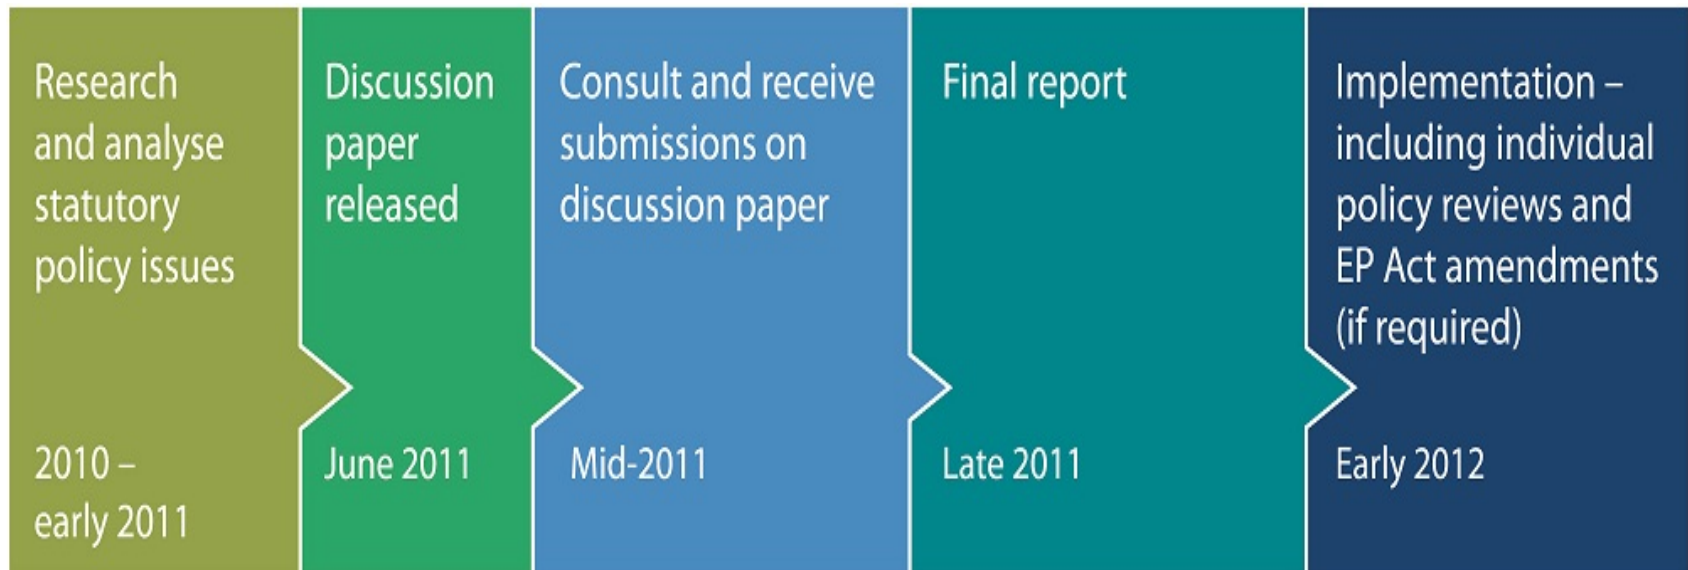 Research
and analyse
statutory
policy issues
2010 –
early 2011
Discussion
paper
released
June 2011
Consult and receive
submissions on
discussion paper
Mid-2011
Final report
Late 2011
Implementation –
including individual
policy reviews and
EP Act amendments
(if required)
Early 2012